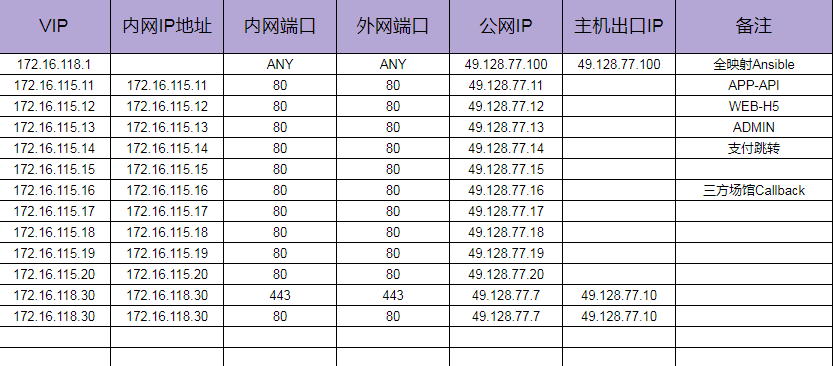 VIP 内网IP地址 内网端口 外网端口 公网IP 主机出口IP 备注
172.16.118.1 ANY ANY 49.128.77.100 49.128.77.100 全映射Ansible
172.16.115.11 172.16.115.11 80 80 49.128.77.11 APP-API
172.16.115.12 172.16.115.12 80 80 49.128.77.12 WEB-H5
172.16.115.13 172.16.115.13 80 80 49.128.77.13 ADMIN
172.16.115.14 172.16.115.14 80 80 49.128.77.14 支付跳转
172.16.115.15 172.16.115.15 80 80 49.128.77.15
172.16.115.16 172.16.115.16 80 80 49.128.77.16 三方场馆Callback
172.16.115.17 172.16.115.17 80 80 49.128.77.17
172.16.115.18 172.16.115.18 80 80 49.128.77.18
172.16.115.19 172.16.115.19 80 80 49.128.77.19
172.16.115.20 172.16.115.20 80 80 49.128.77.20
172.16.118.30 172.16.118.30 443 443 49.128.77.7 49.128.77.10
172.16.118.30 172.16.118.30 80 80 49.128.77.7 49.128.77.10